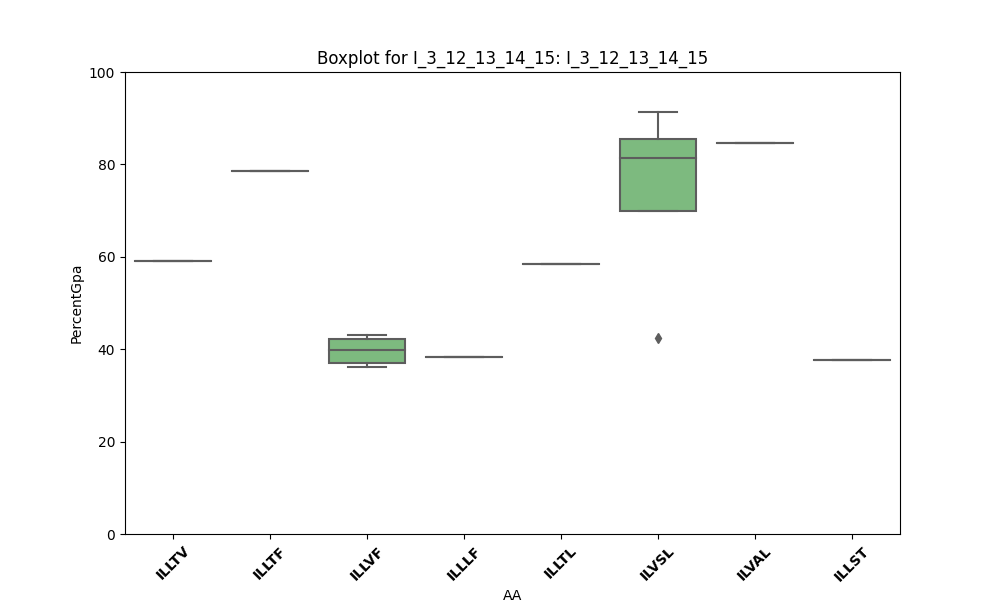 Boxplot for I_3_12_13_14_15: I_3_12_13_14_15
100
80
60
40
20
0
PercentGpa
ILLTV
ILLTF
ILLVF
ILLLF
ILLTL
ILVSL
ILVAL
ILLST
AA